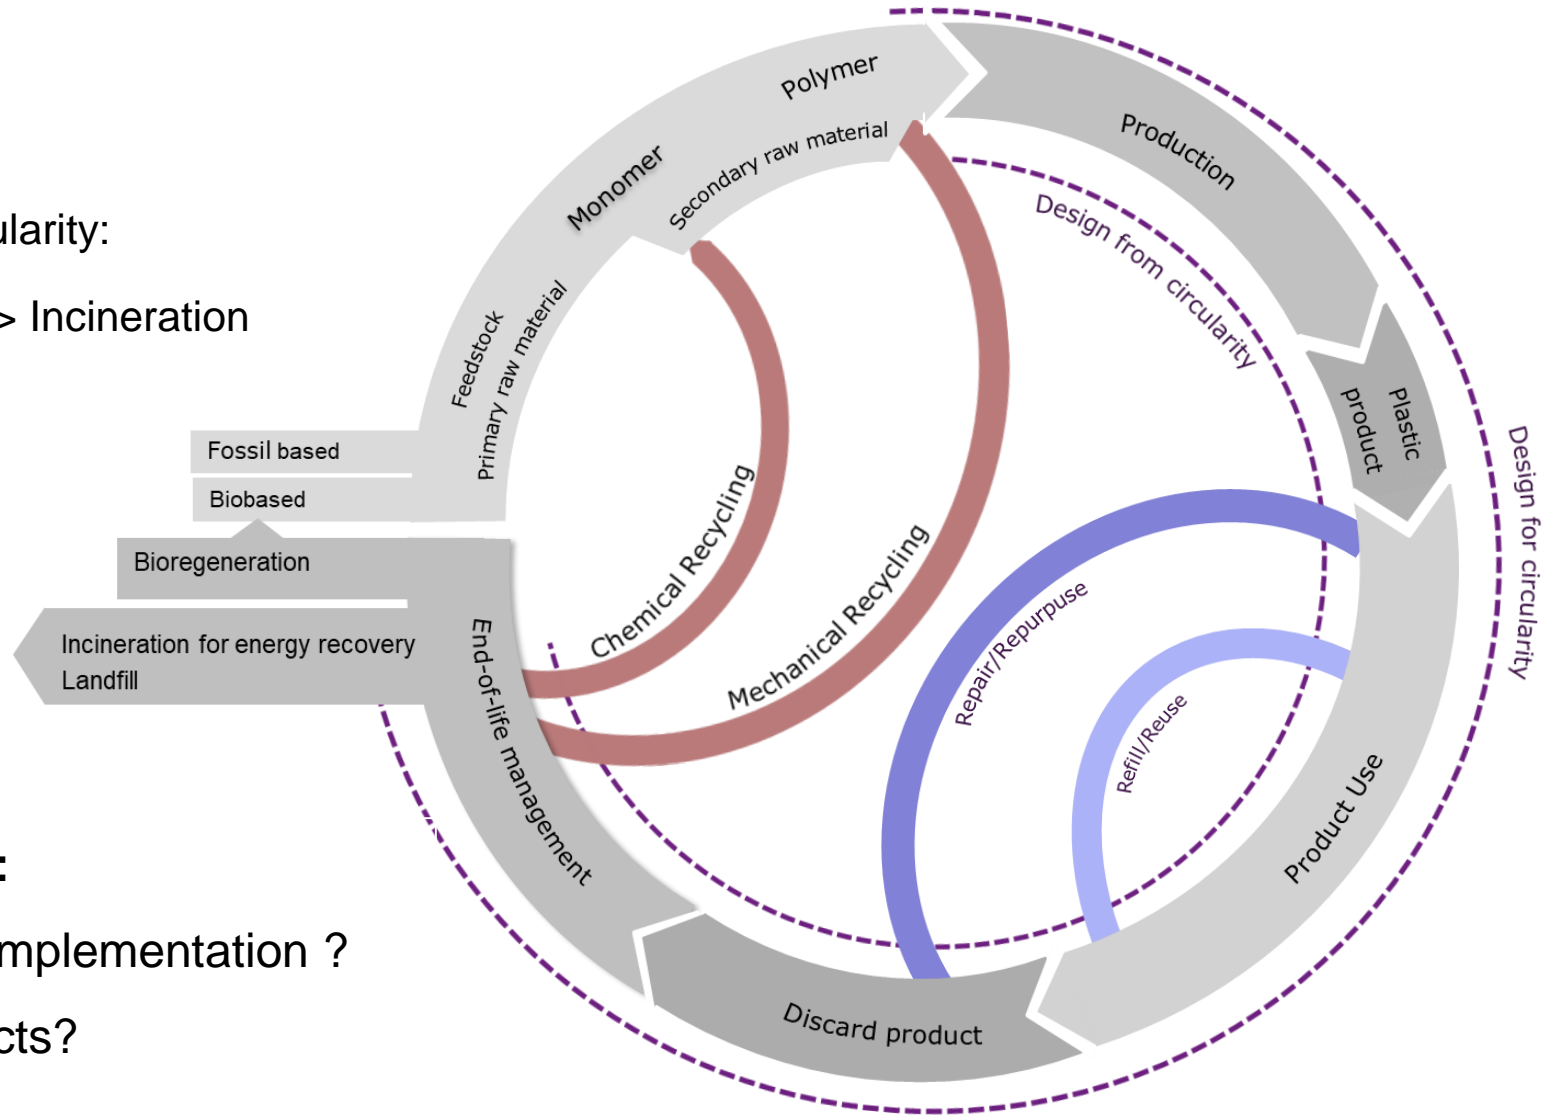 ularity:
> Incineration
:
mplementation ?
cts?
Polymer
Monomer
Secondary raw material
Feedstock
Primary raw material
Fossil based
Biobased
Bioregeneration
Incineration for energy recovery
Landfill
End-of-life management
Chemical Recycling
Mechanical Recycling
Production
Design from circularity
Plastic
product
Design for circularity
Repair/Repurpuse
Refill/Reuse
Product Use
Discard product